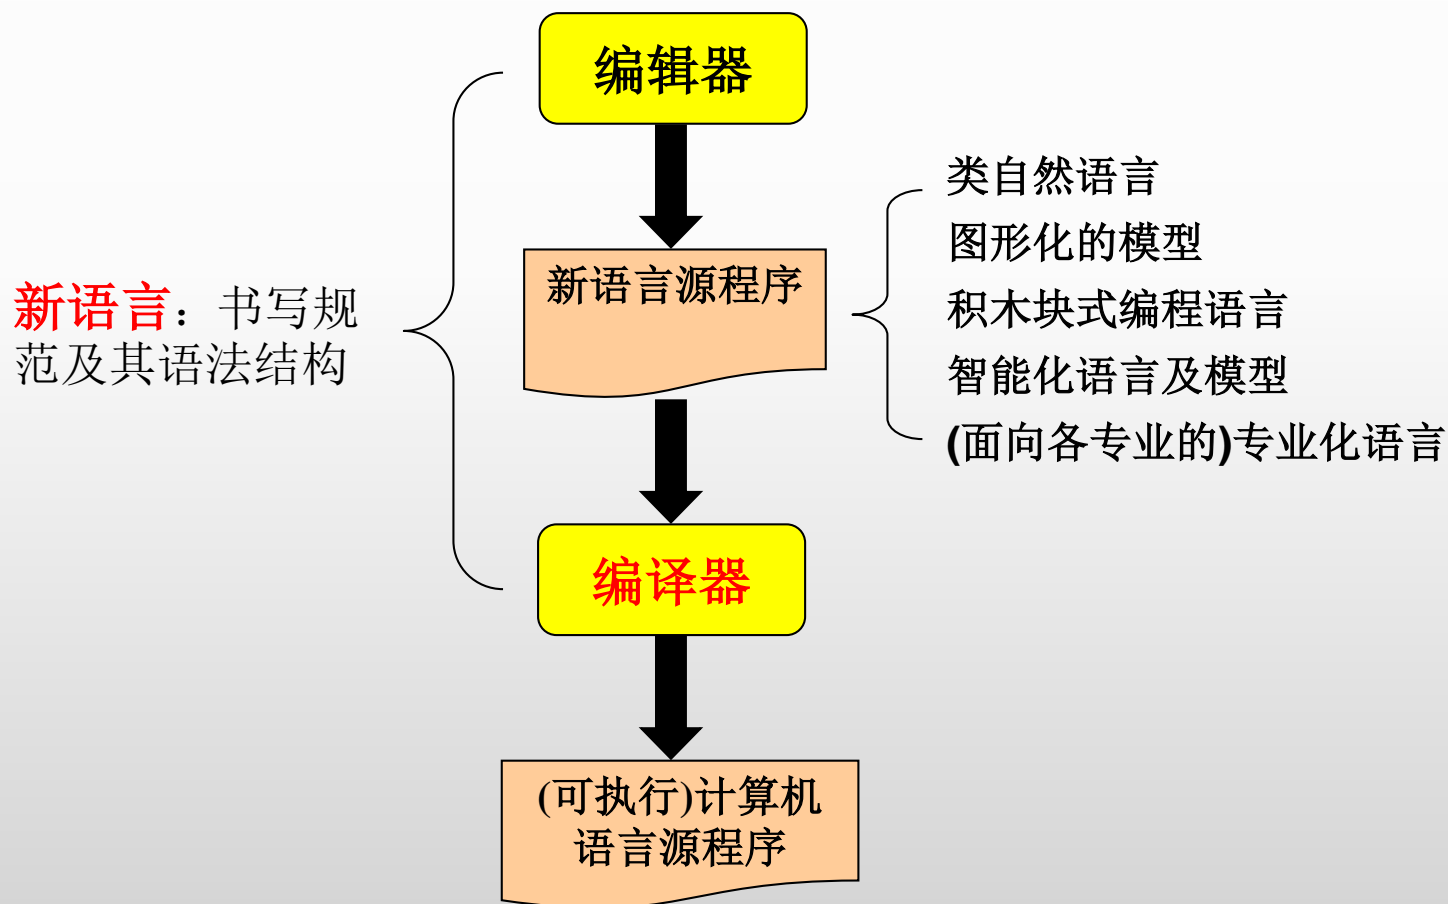 编辑器
类自然语言
图形化的模型
新语言源程序
积木块式编程语言
新语言：书写规
范及其语法结构
智能化语言及模型
(面向各专业的)专业化语言
编译器
(可执行)计算机
语言源程序